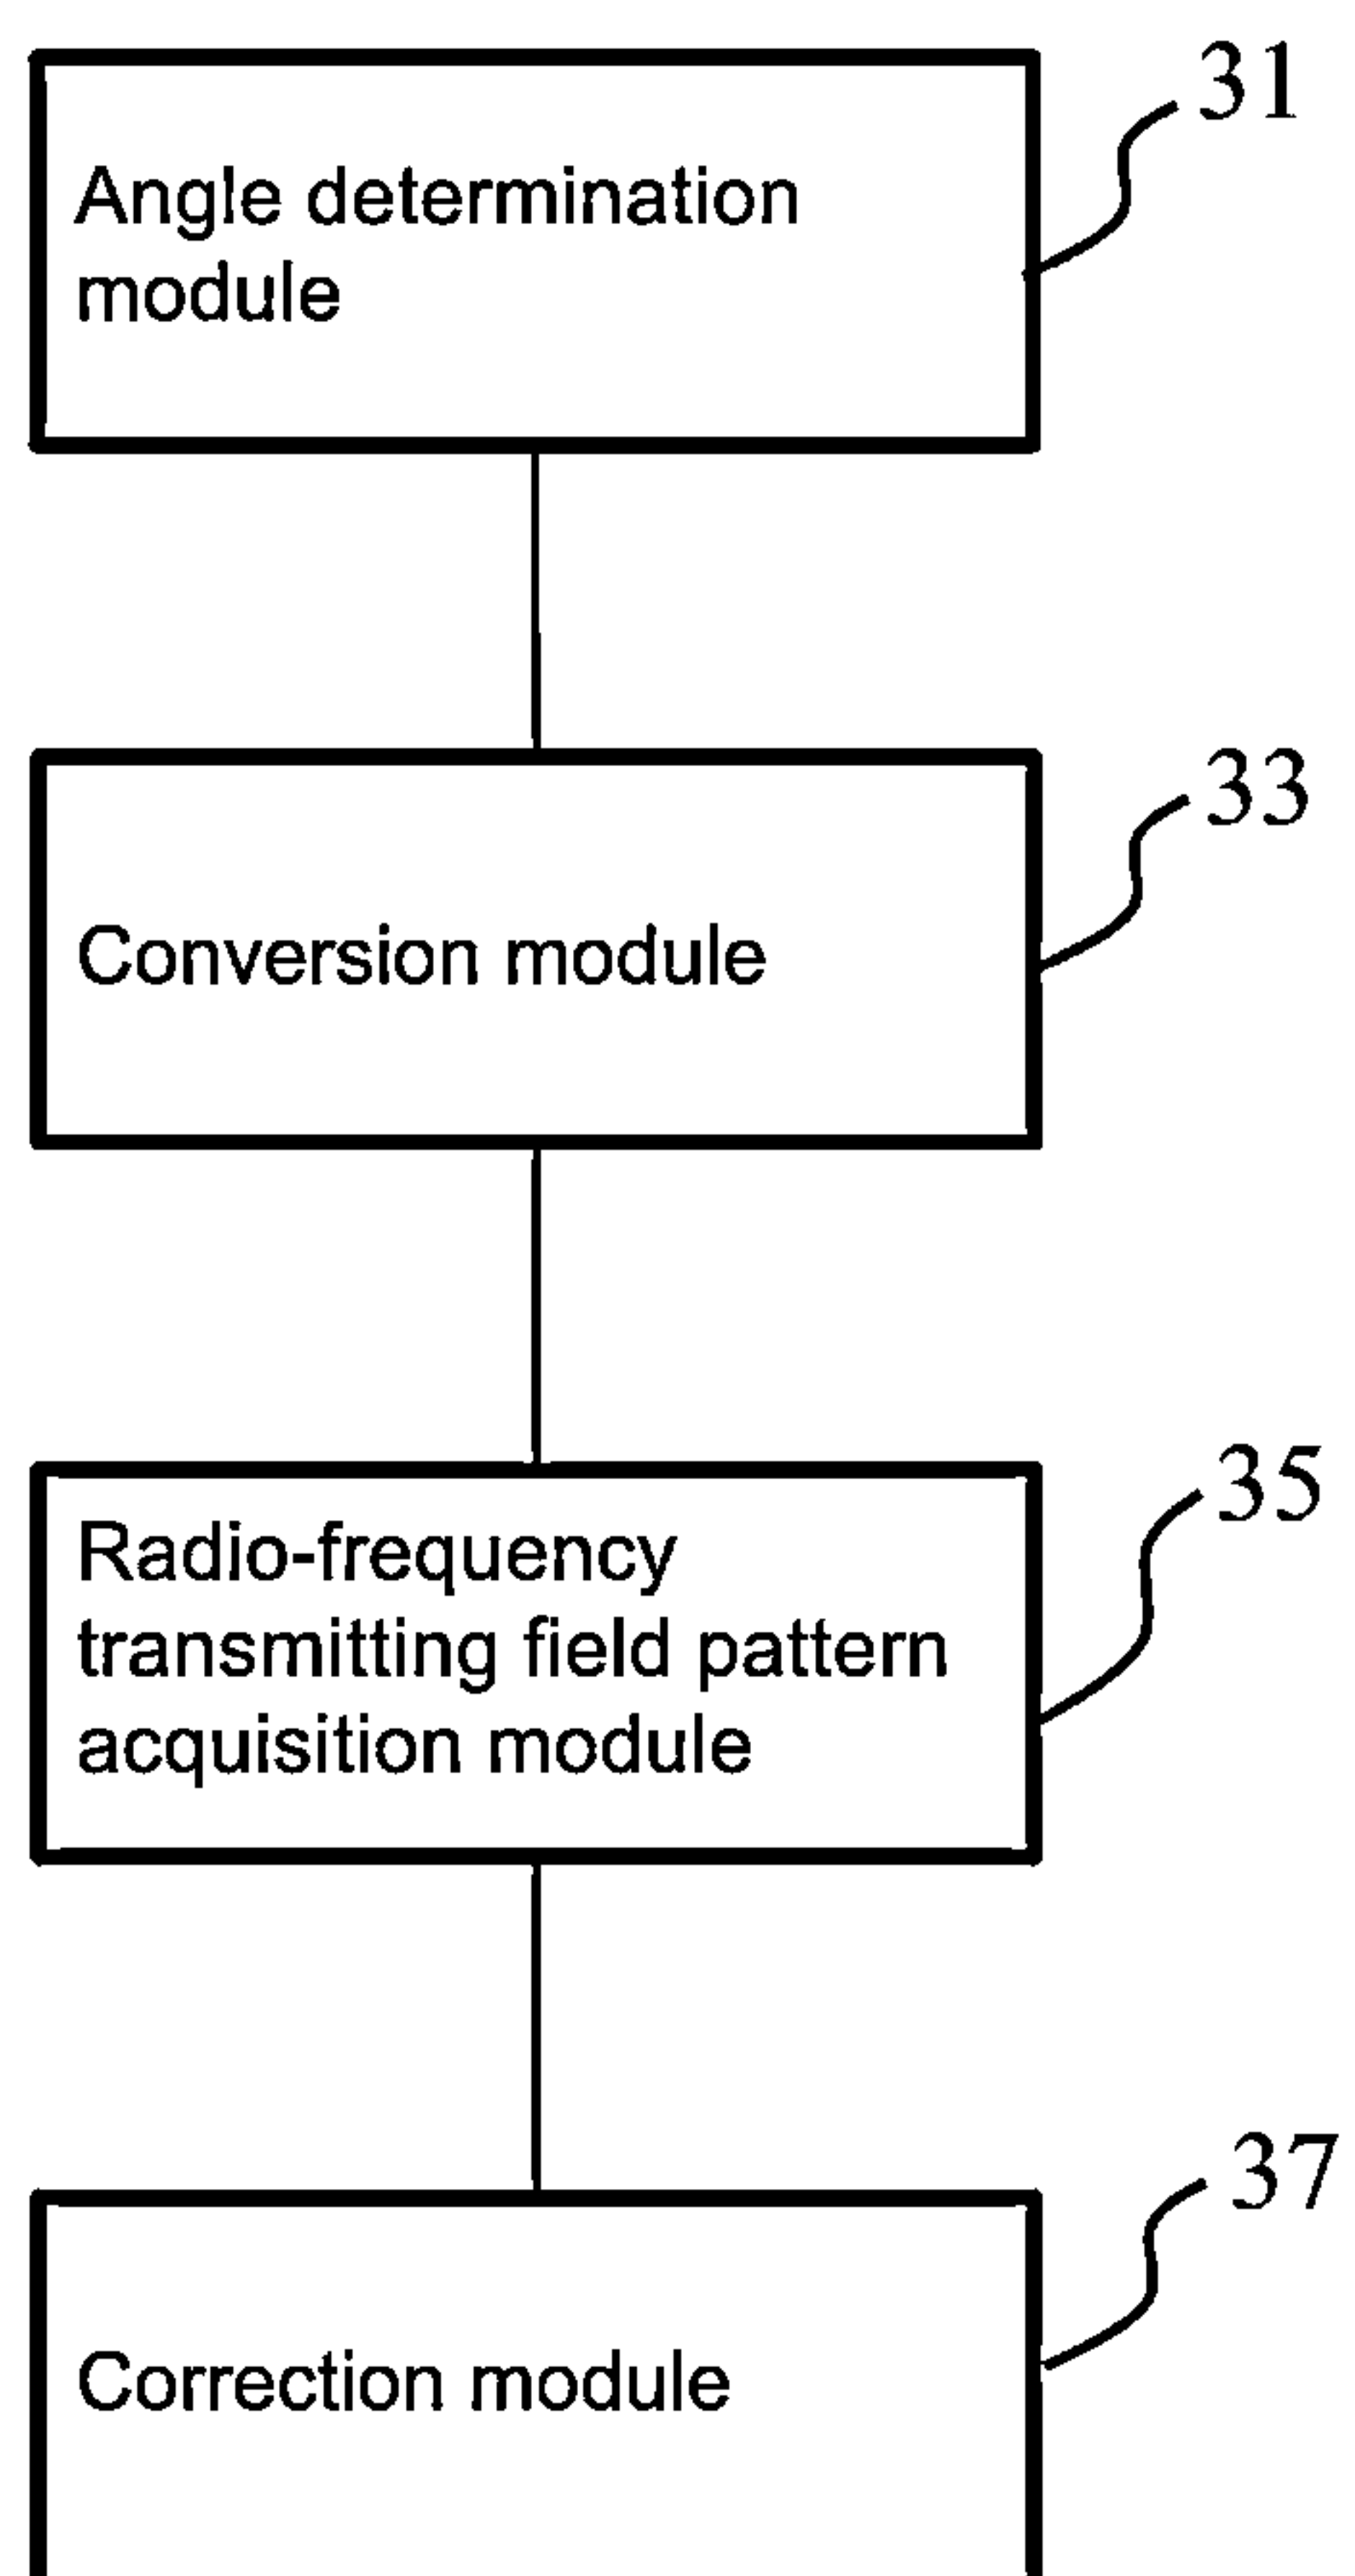 31
Angle determination
module
33
Conversion module
35
Radio-frequency
transmitting field pattern
acquisition module
37
Correction module